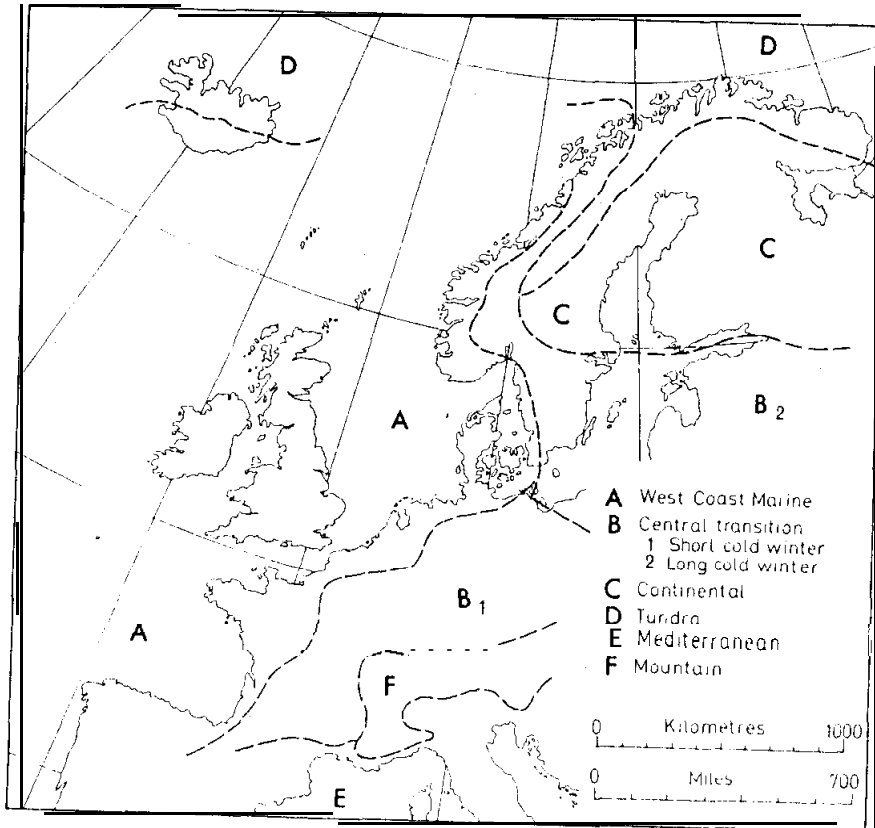 D
D
C
C
B 2
A
A
B1
F
E
A West Coast Marine
B Central transition
1 Short cold winter
2 Long cold winter
C Continental
D Tundra
E Mediterranean
F Mountain
0 Kilometres 1000
0 Miles 700